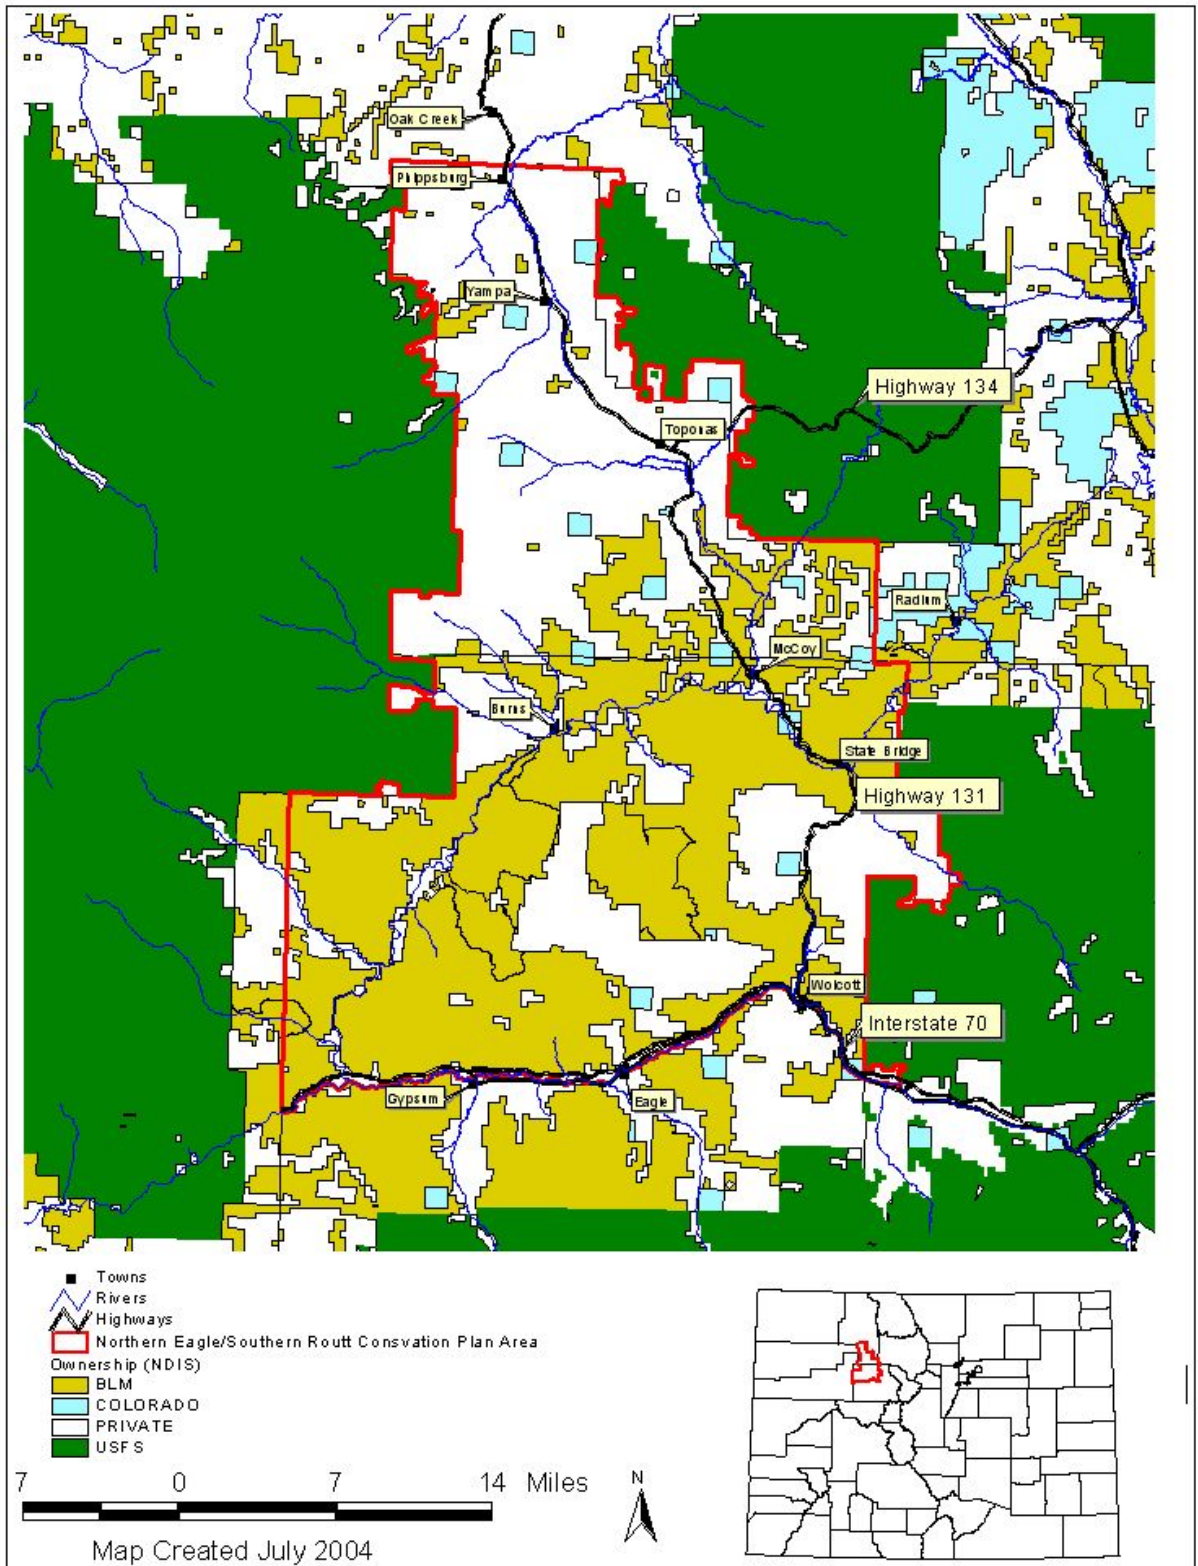 Oak Creek
Phippsburg
Yampa
Highway 134
Toponas
Radium
McCoy
Burns
State Bridge
Highway 131
Wolcott
Interstate 70
Gypsum
Eagle
Towns
Rivers
Highways
Northern Eagle/Southern Routt Consvation Plan Area
Ownership (NDIS)
BLM
COLORADO
PRIVATE
USFS
7 0 7 14 Miles
N
Map Created July 2004